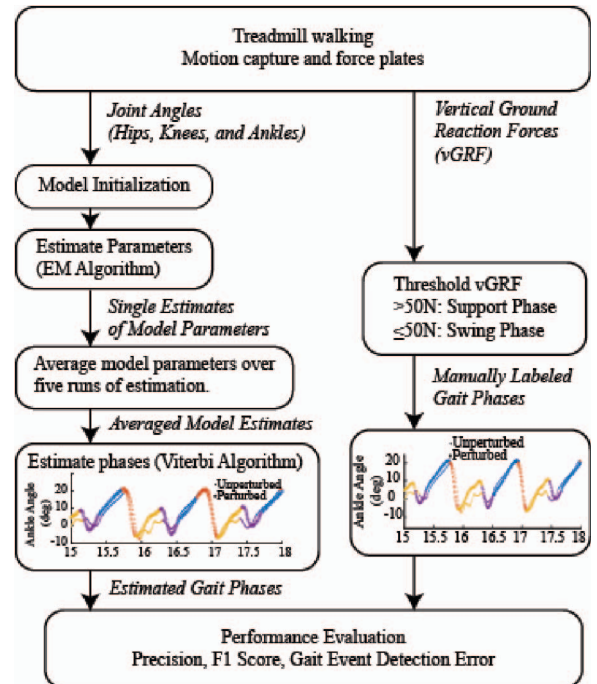 Treadmill walking
Motion capture and force plates
Joint Angles
(Hips, Knees, and Ankles)
Vertical Ground
Reaction Forces
(vGRF)
Model Initialization
Estimate Parameters
(EM Algorithm)
Threshold vGRF
>50N: Support Phase
≤50N: Swing Phase
Single Estimates
of Model Parameters
Average model parameters over
five runs of estimation.
Manually Labeled
Gait Phases
Averaged Model Estimates
Estimate phases (Viterbi Algorithm)
Ankle Angle
(deg)
20
10
0
-10
15 15.5 16 16.5 17 17.5 18
Unperturbed
Perturbed
Ankle Angle
(deg)
20
10
0
-10
15 15.5 16 16.5 17 17.5 18
Unperturbed
Perturbed
Estimated Gait Phases
Performance Evaluation
Precision, F1 Score, Gait Event Detection Error